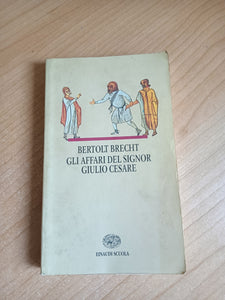 BERTOLT BRECHT
GLI AFFARI DEL SIGNOR
GIULIO CESARE
EINAUDI SCUOLA